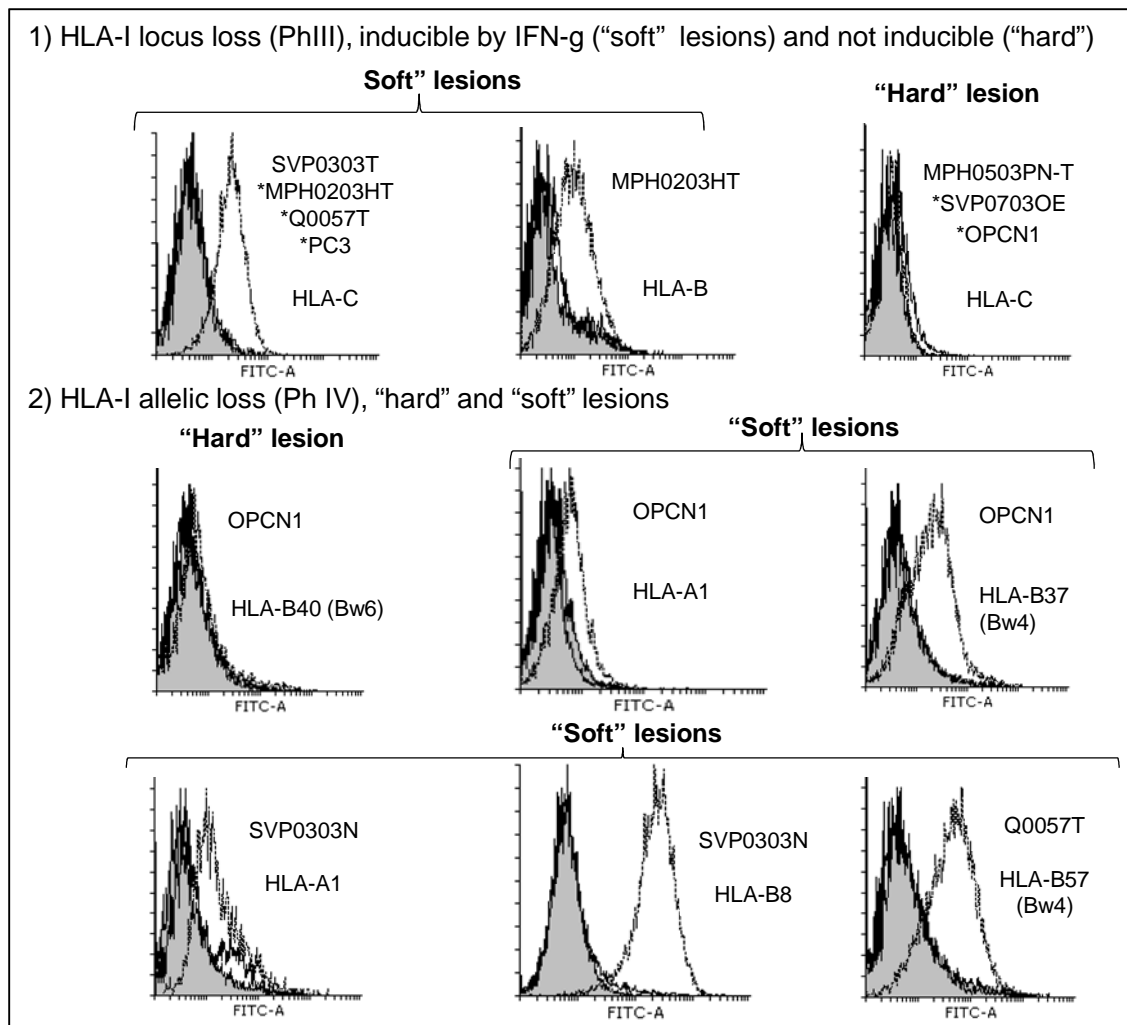 1) HLA-I locus loss (PhIII), inducible by IFN-g (“soft” lesions) and not inducible (“hard”)
Soft” lesions
“Hard” lesion
SVP0303T
*MPH0203HT
*Q0057T
*PC3
HLA-C
FITC-A
MPH0203HT
HLA-B
FITC-A
MPH0503PN-T
*SVP0703OE
*OPCN1
HLA-C
FITC-A
2) HLA-I allelic loss (Ph IV), “hard” and “soft” lesions
“Hard” lesion
“Soft” lesions
OPCN1
HLA-B40 (Bw6)
FITC-A
OPCN1
HLA-A1
FITC-A
OPCN1
HLA-B37
(Bw4)
FITC-A
“Soft” lesions
SVP0303N
HLA-A1
FITC-A
SVP0303N
HLA-B8
FITC-A
Q0057T
HLA-B57
(Bw4)
FITC-A